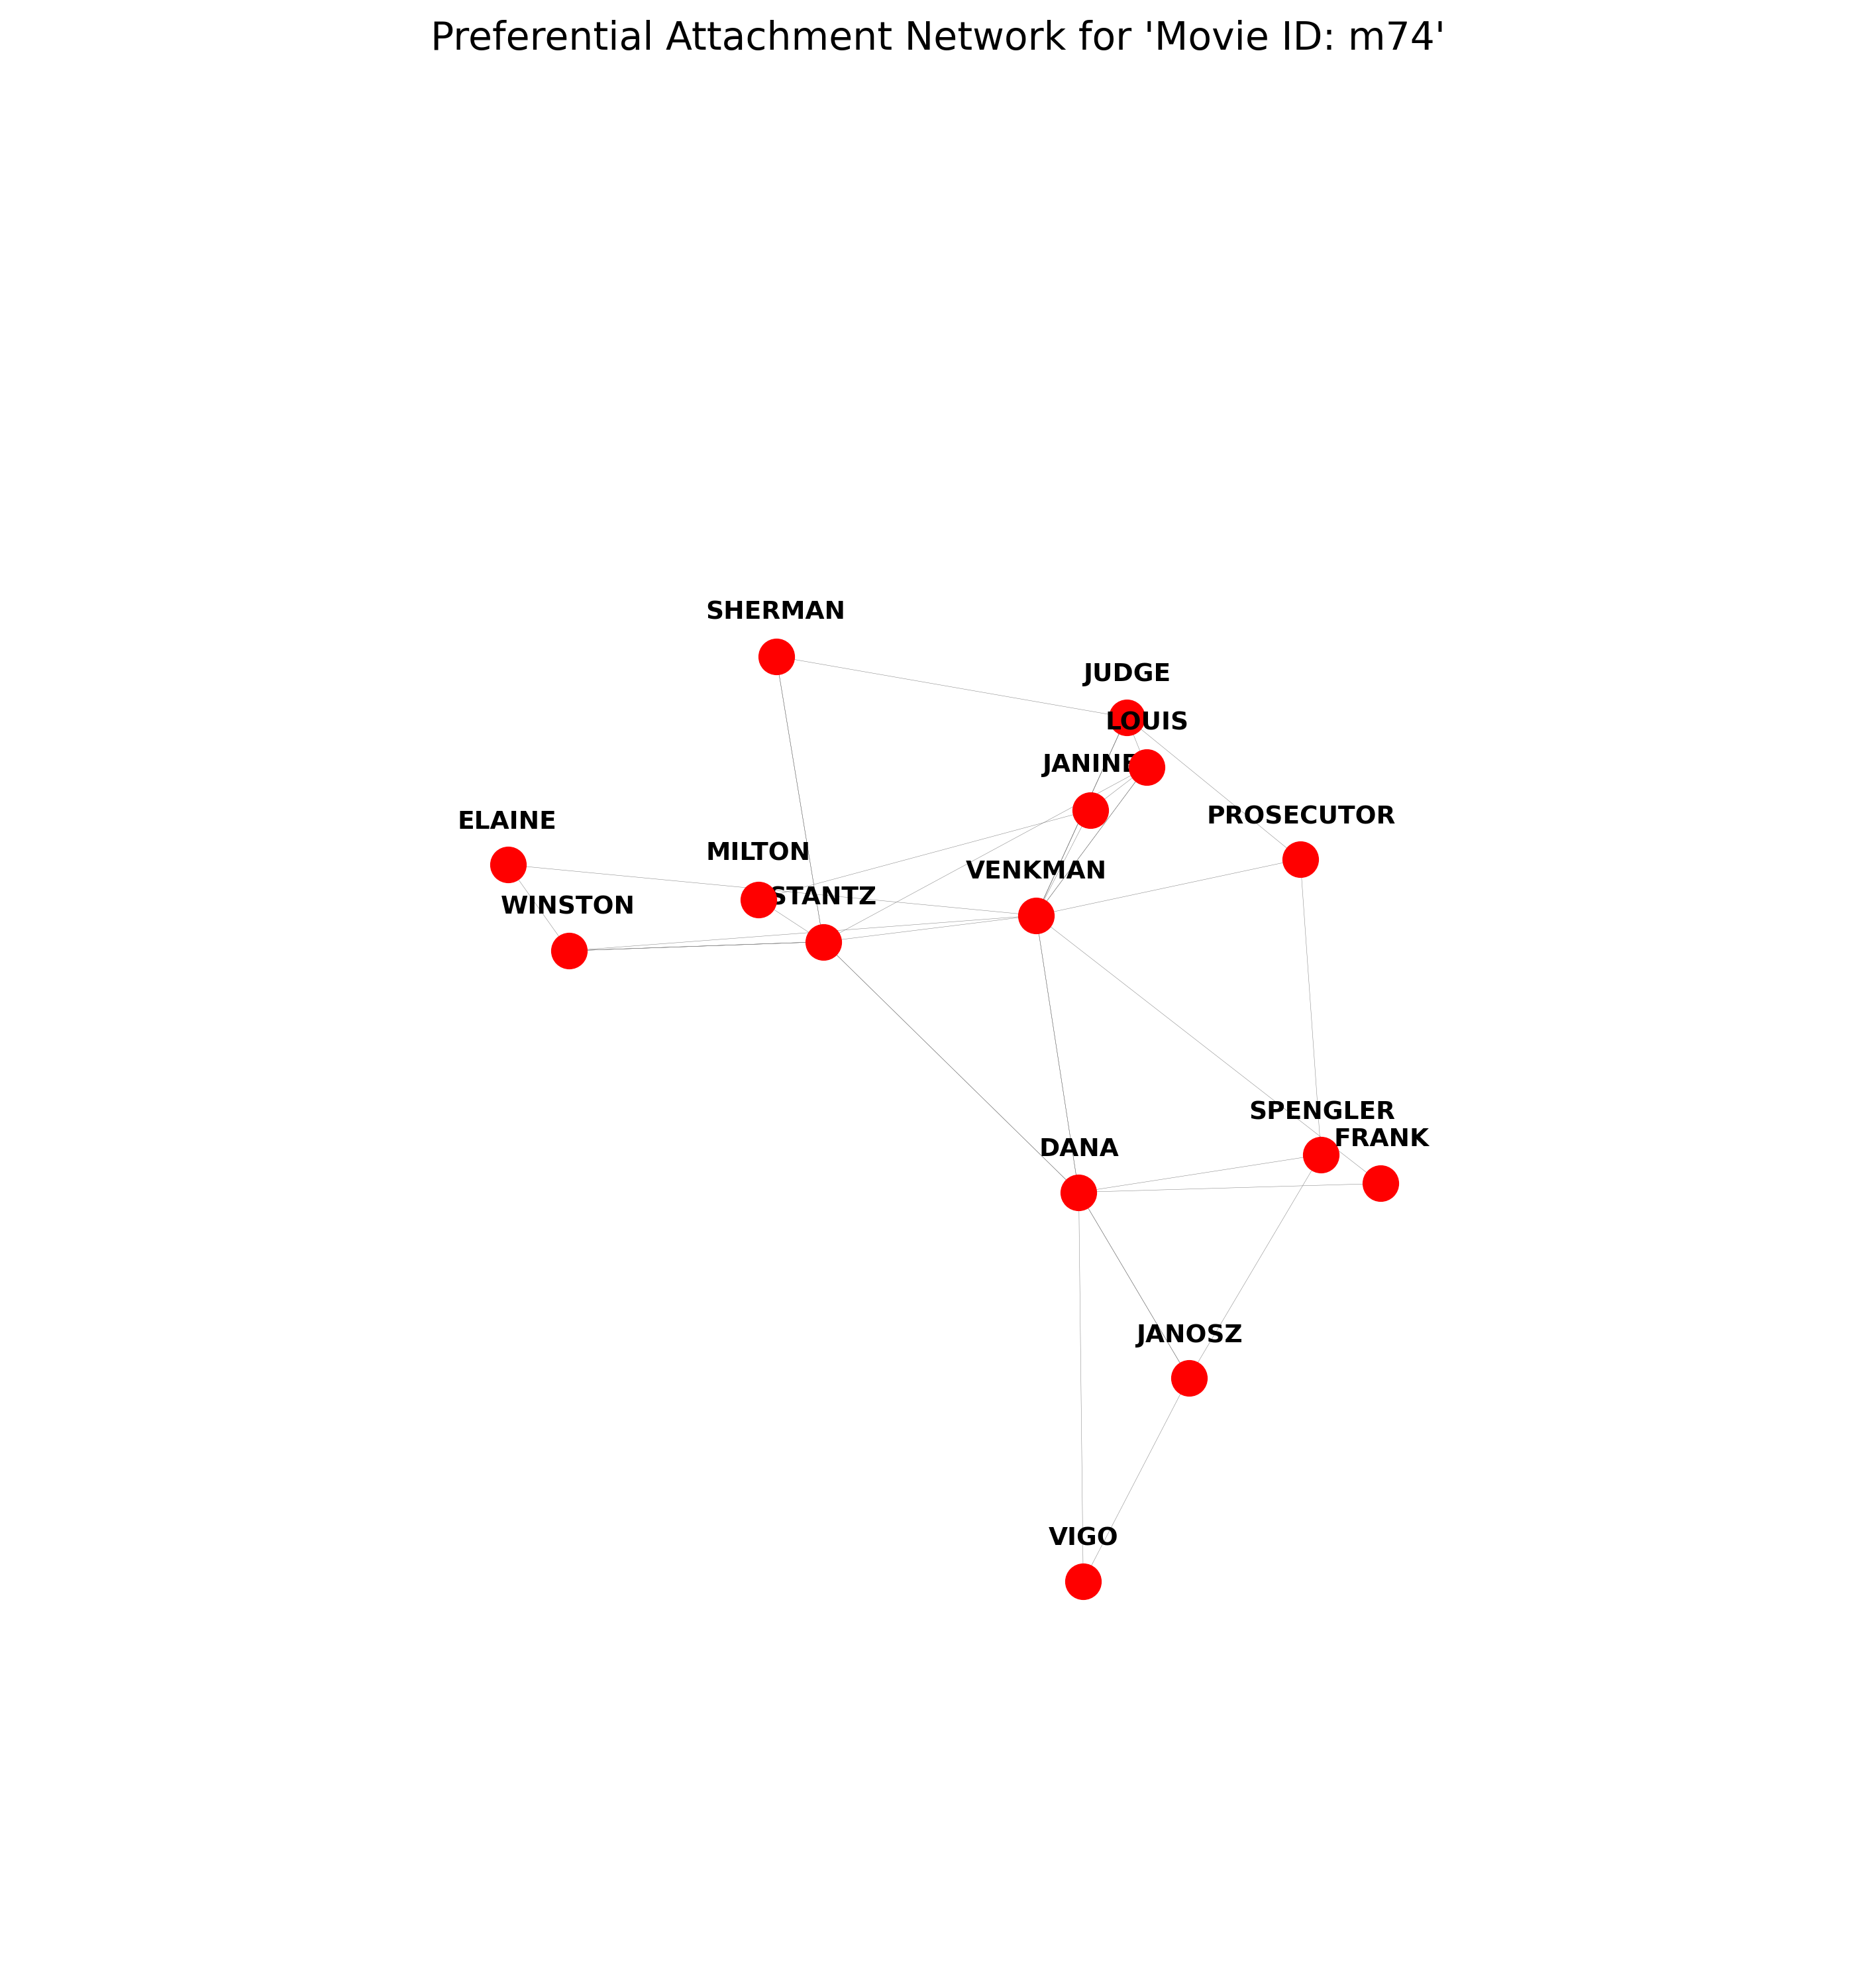 Preferential Attachment Network for 'Movie ID: m74'
SHERMAN
JUDGE
LOUIS
JANINE
PROSECUTOR
ELAINE
MILTON
VENKMAN
STANTZ
WINSTON
SPENGLER
FRANK
DANA
JANOSZ
VIGO